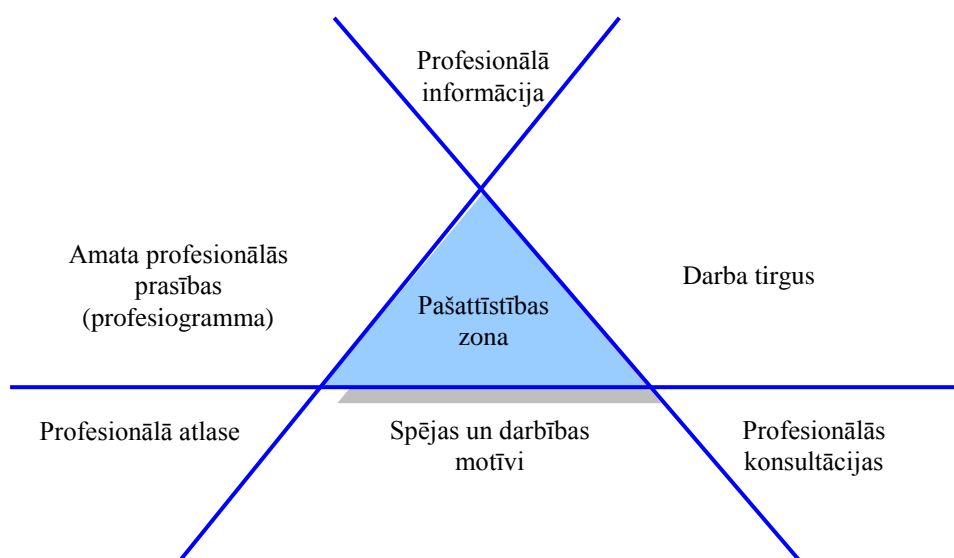 Profesionālā
informācija
Amata profesionālās
prasības
(profesiogramma)
Darba tirgus
Pašattīstības
zona
Profesionālā atlase
Spējas un darbības
motīvi
Profesionālās
konsultācijas